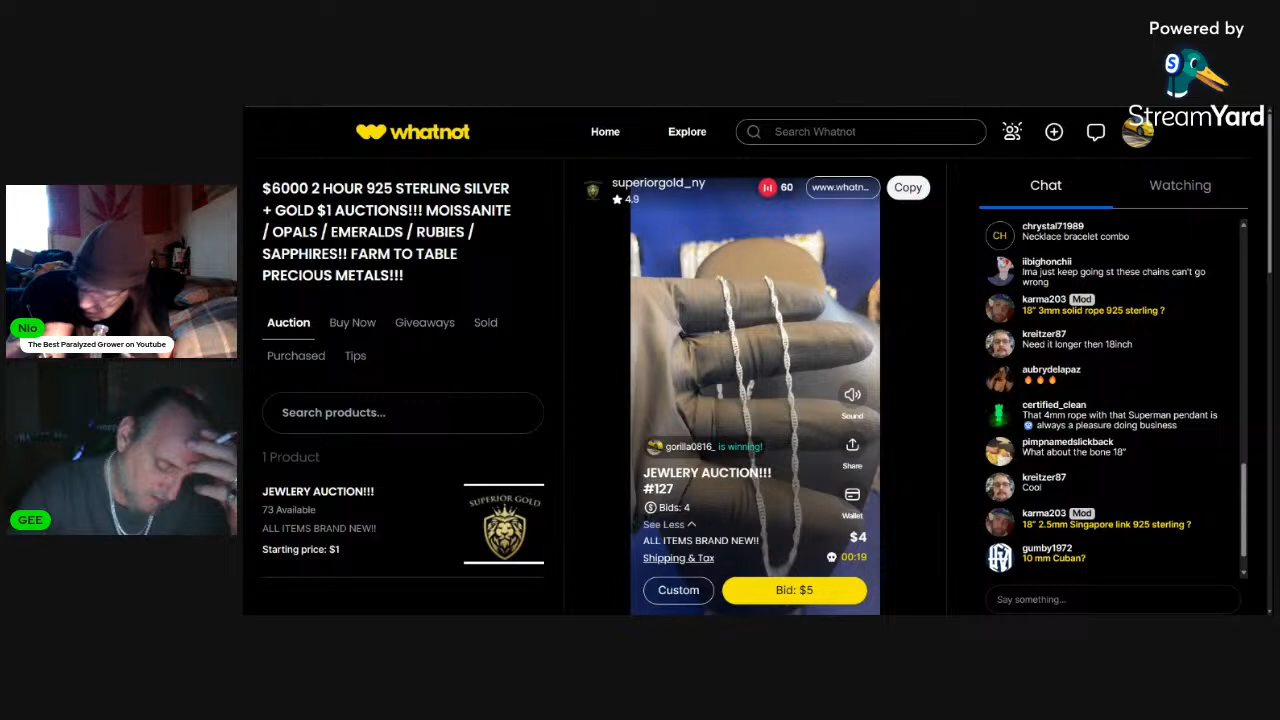 Powered by
StreamYard
whatnot
Home
Explore
Search Whatnot
$6000 2 HOUR 925 STERLING SILVER
+ GOLD $1 AUCTIONS!!! MOISSANITE
/ OPALS / EMERALDS / RUBIES /
SAPPHIRES!! FARM TO TABLE
PRECIOUS METALS!!!
Auction
Buy Now
Giveaways
Sold
Purchased
Tips
Search products...
1 Product
JEWLERY AUCTION!!!
73 Available
ALL ITEMS BRAND NEW!!
Starting price: $1
SUPERIOR GOLD
superiorgold_ny
4.9
60
www.whatn...
Copy
Sound
Share
Wallet
gorilla0816_ is winning!
JEWLERY AUCTION!!!
#127
Bids: 4
See Less
ALL ITEMS BRAND NEW!!
Shipping & Tax
$4
00:19
Custom
Bid: $5
Chat
Watching
CH
chrystal71989
Necklace bracelet combo
iibighonchii
Ima just keep going st these chains can't go
wrong
karma203 Mod
18" 3mm solid rope 925 sterling ?
kreitzer87
Need it longer then 18inch
aubrydelapaz
🔥 🔥 🔥
certified_clean
That 4mm rope with that Superman pendant is
always a pleasure doing business
pimpnamedslickback
What about the bone 18"
kreitzer87
Cool
karma203 Mod
18" 2.5mm Singapore link 925 sterling ?
gumby1972
10 mm Cuban?
Say something...
Nio
The Best Paralyzed Grower on Youtube
GEE